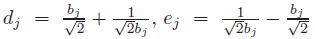 d_j = \frac{b_j}{\sqrt{2}} + \frac{1}{\sqrt{2}b_j}, e_j = \frac{1}{\sqrt{2}b_j} - \frac{b_j}{\sqrt{2}}